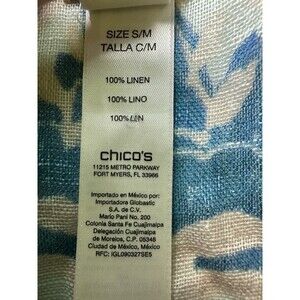 SIZE S/M
TALLA C/M
100% LINEN
100% LINO
100% LIN
chico's
11215 METRO PARKWAY
FORT MYERS, FL 33966
Importado en México por:
Importadora Globastic
S.A. de C.V.
Mario Pani No. 200
Colonia Santa Fe Cuajimalpa
Delegación Cuajimalpa
de Morelos, C.P. 05348
Ciudad de México, México
RFC: IGL090327SE5